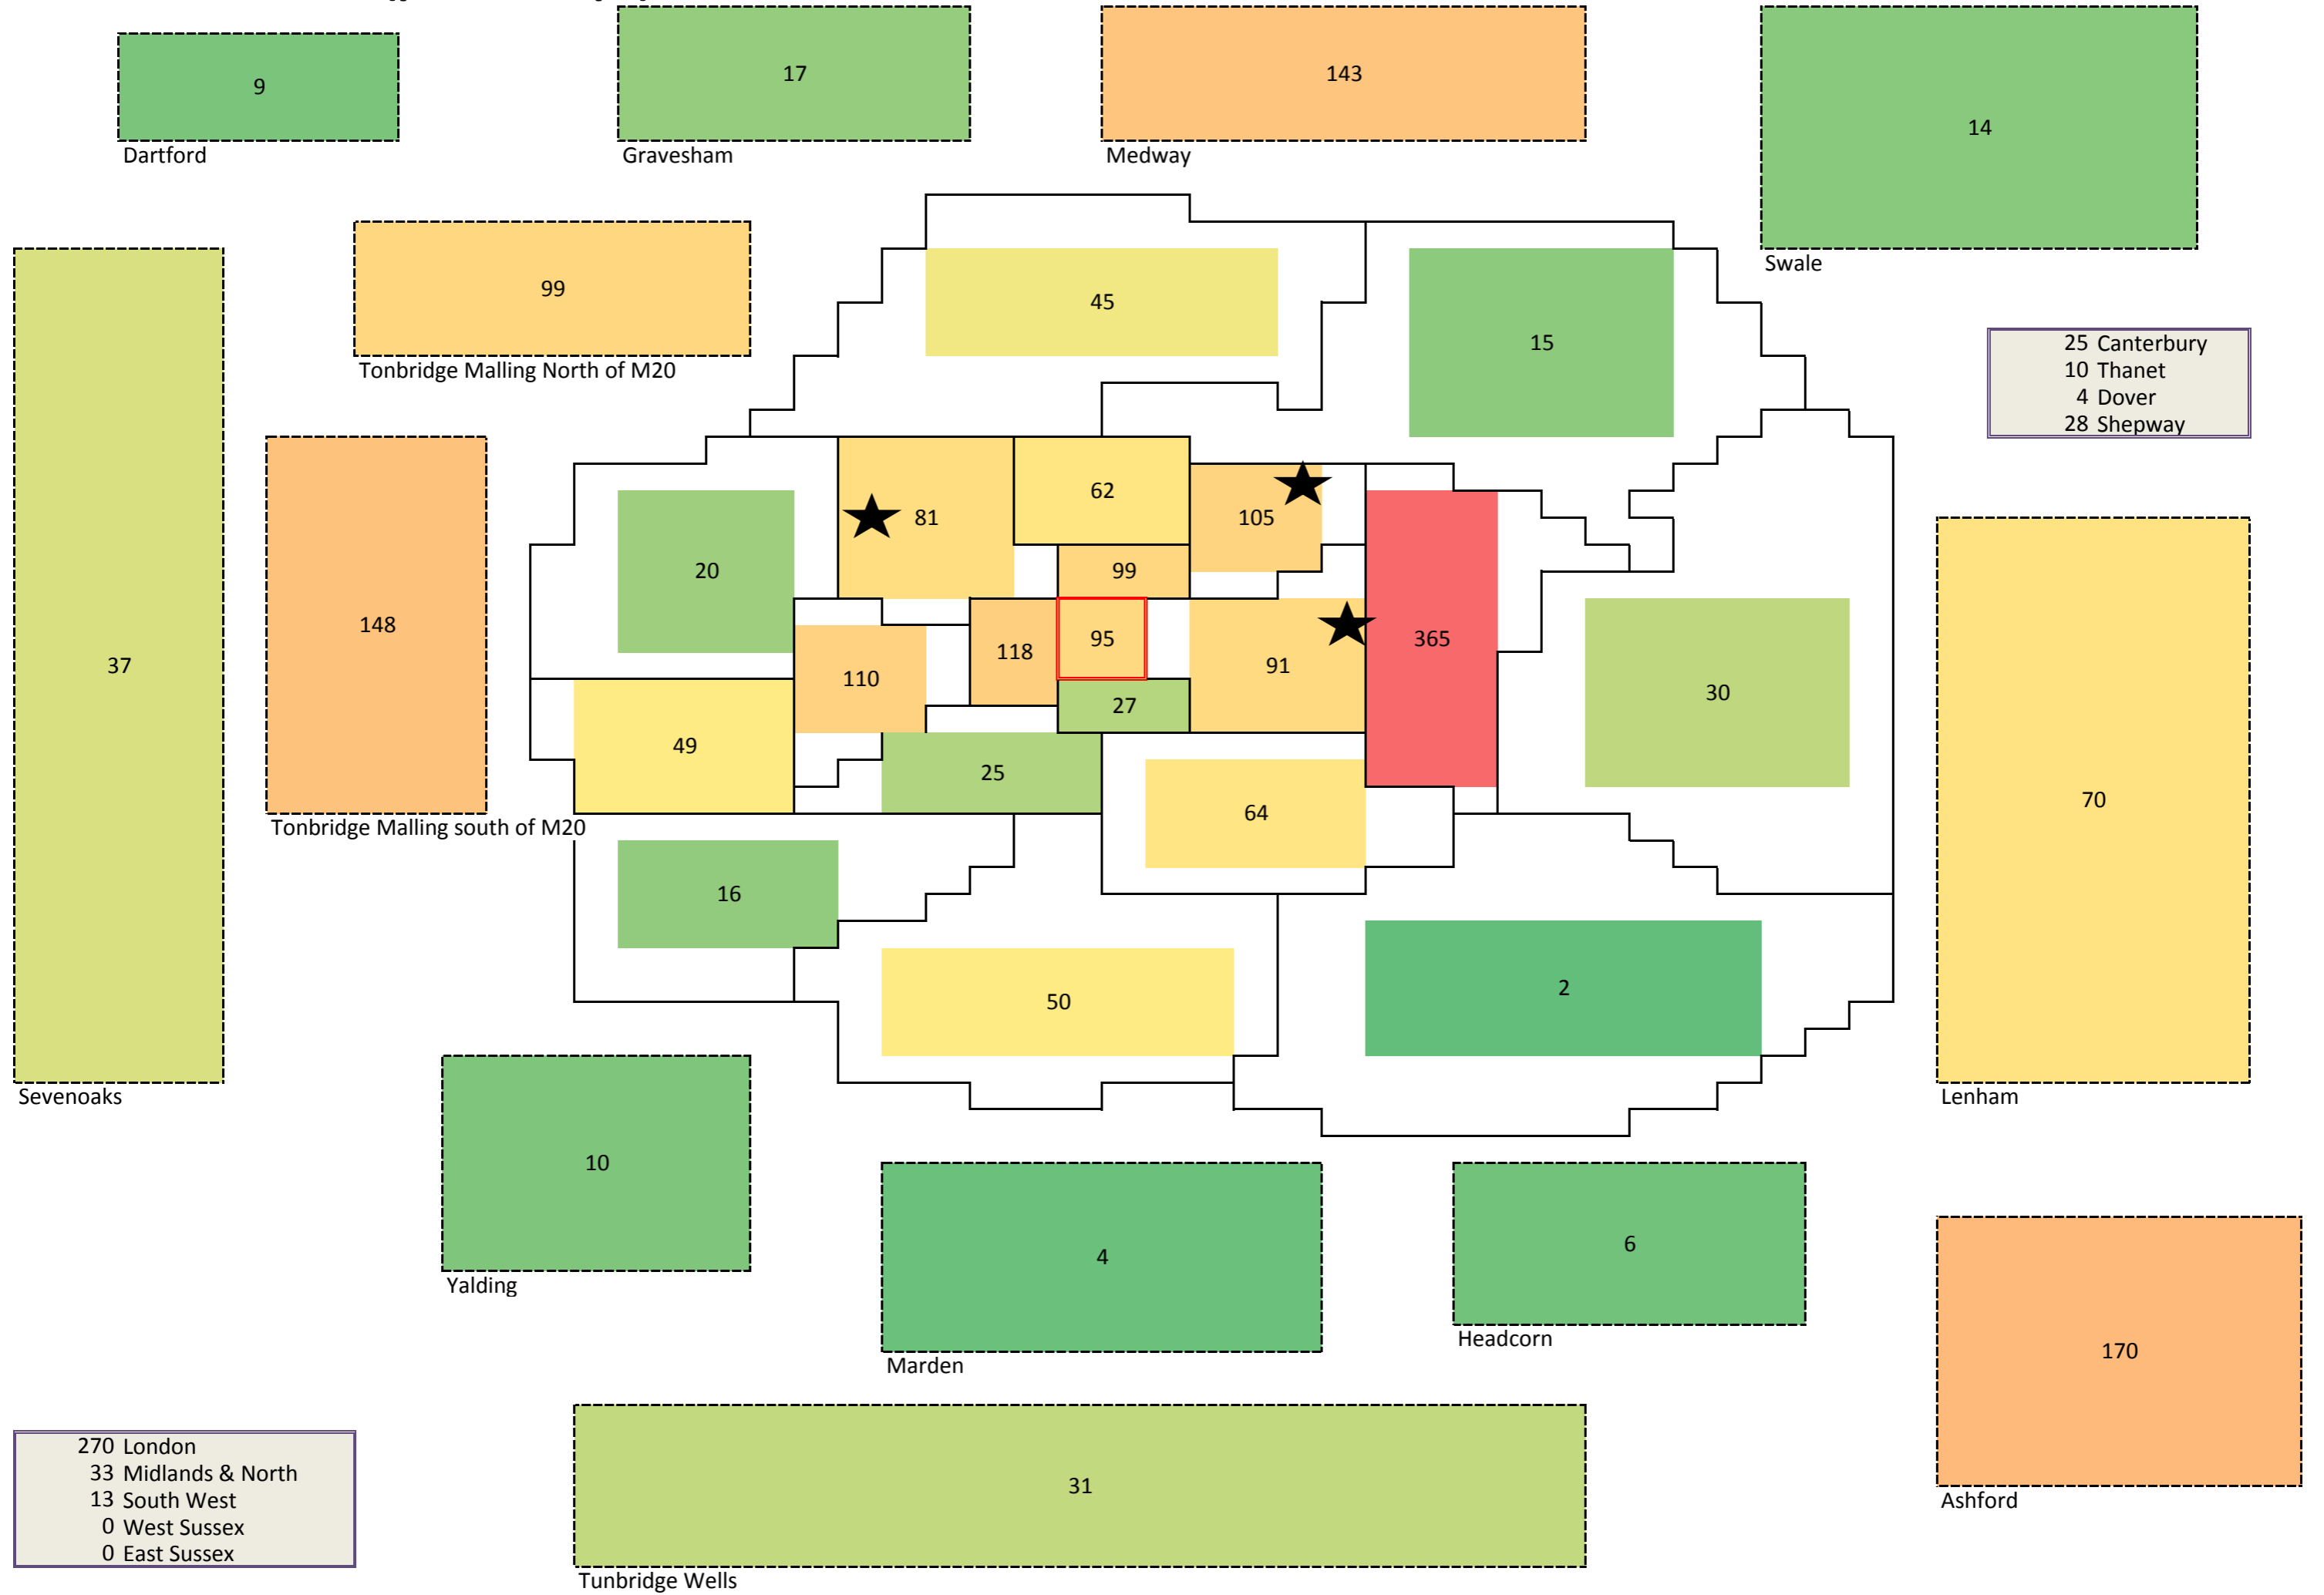 9
Dartford
17
Gravesham
143
Medway
14
Swale
99
Tonbridge Malling North of M20
45
15
25 Canterbury
10 Thanet
4 Dover
28 Shepway
37
Sevenoaks
148
Tonbridge Malling south of M20
20
81
62
105
99
118
95
91
365
30
70
Lenham
110
27
49
25
64
16
50
2
10
Yalding
4
Marden
6
Headcorn
170
Ashford
270 London
33 Midlands & North
13 South West
0 West Sussex
0 East Sussex
31
Tunbridge Wells